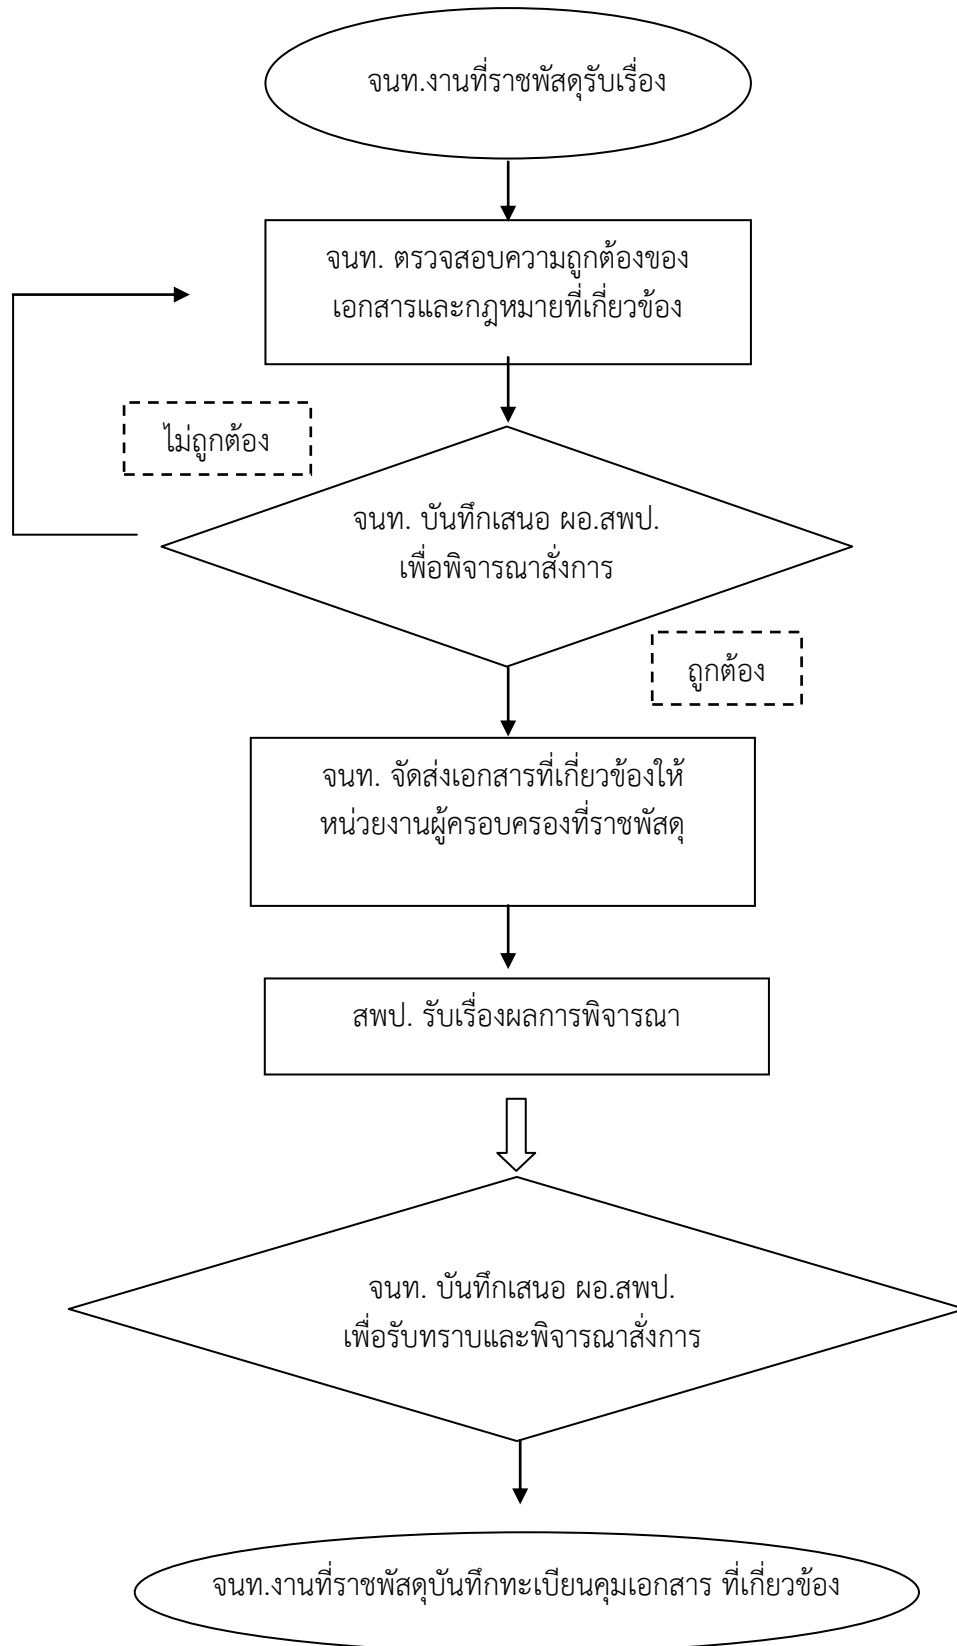 จนท.งานที่ราชพัสดุรับเรื่อง
จนท. ตรวจสอบความถูกต้องของ
เอกสารและกฎหมายที่เกี่ยวข้อง
ไม่ถูกต้อง
จนท. บันทึกเสนอ ผอ.สพป.
เพื่อพิจารณาสั่งการ
ถูกต้อง
จนท. จัดส่งเอกสารที่เกี่ยวข้องให้
หน่วยงานผู้ครอบครองที่ราชพัสดุ
สพป. รับเรื่องผลการพิจารณา
จนท. บันทึกเสนอ ผอ.สพป.
เพื่อรับทราบและพิจารณาสั่งการ
จนท.งานที่ราชพัสดุบันทึกทะเบียนคุมเอกสาร ที่เกี่ยวข้อง